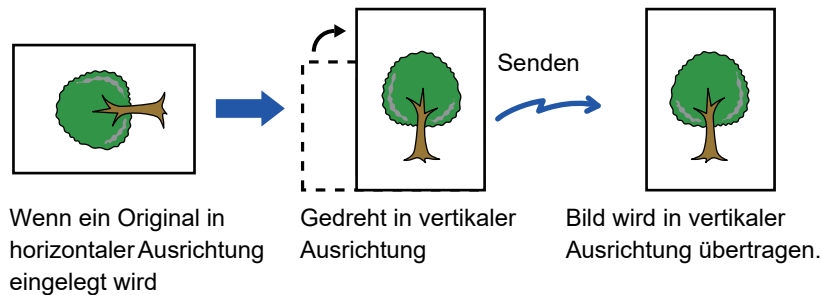 Senden
Wenn ein Original in
horizontaler Ausrichtung
eingelegt wird
Gedreht in vertikaler
Ausrichtung
Bild wird in vertikaler
Ausrichtung übertragen.